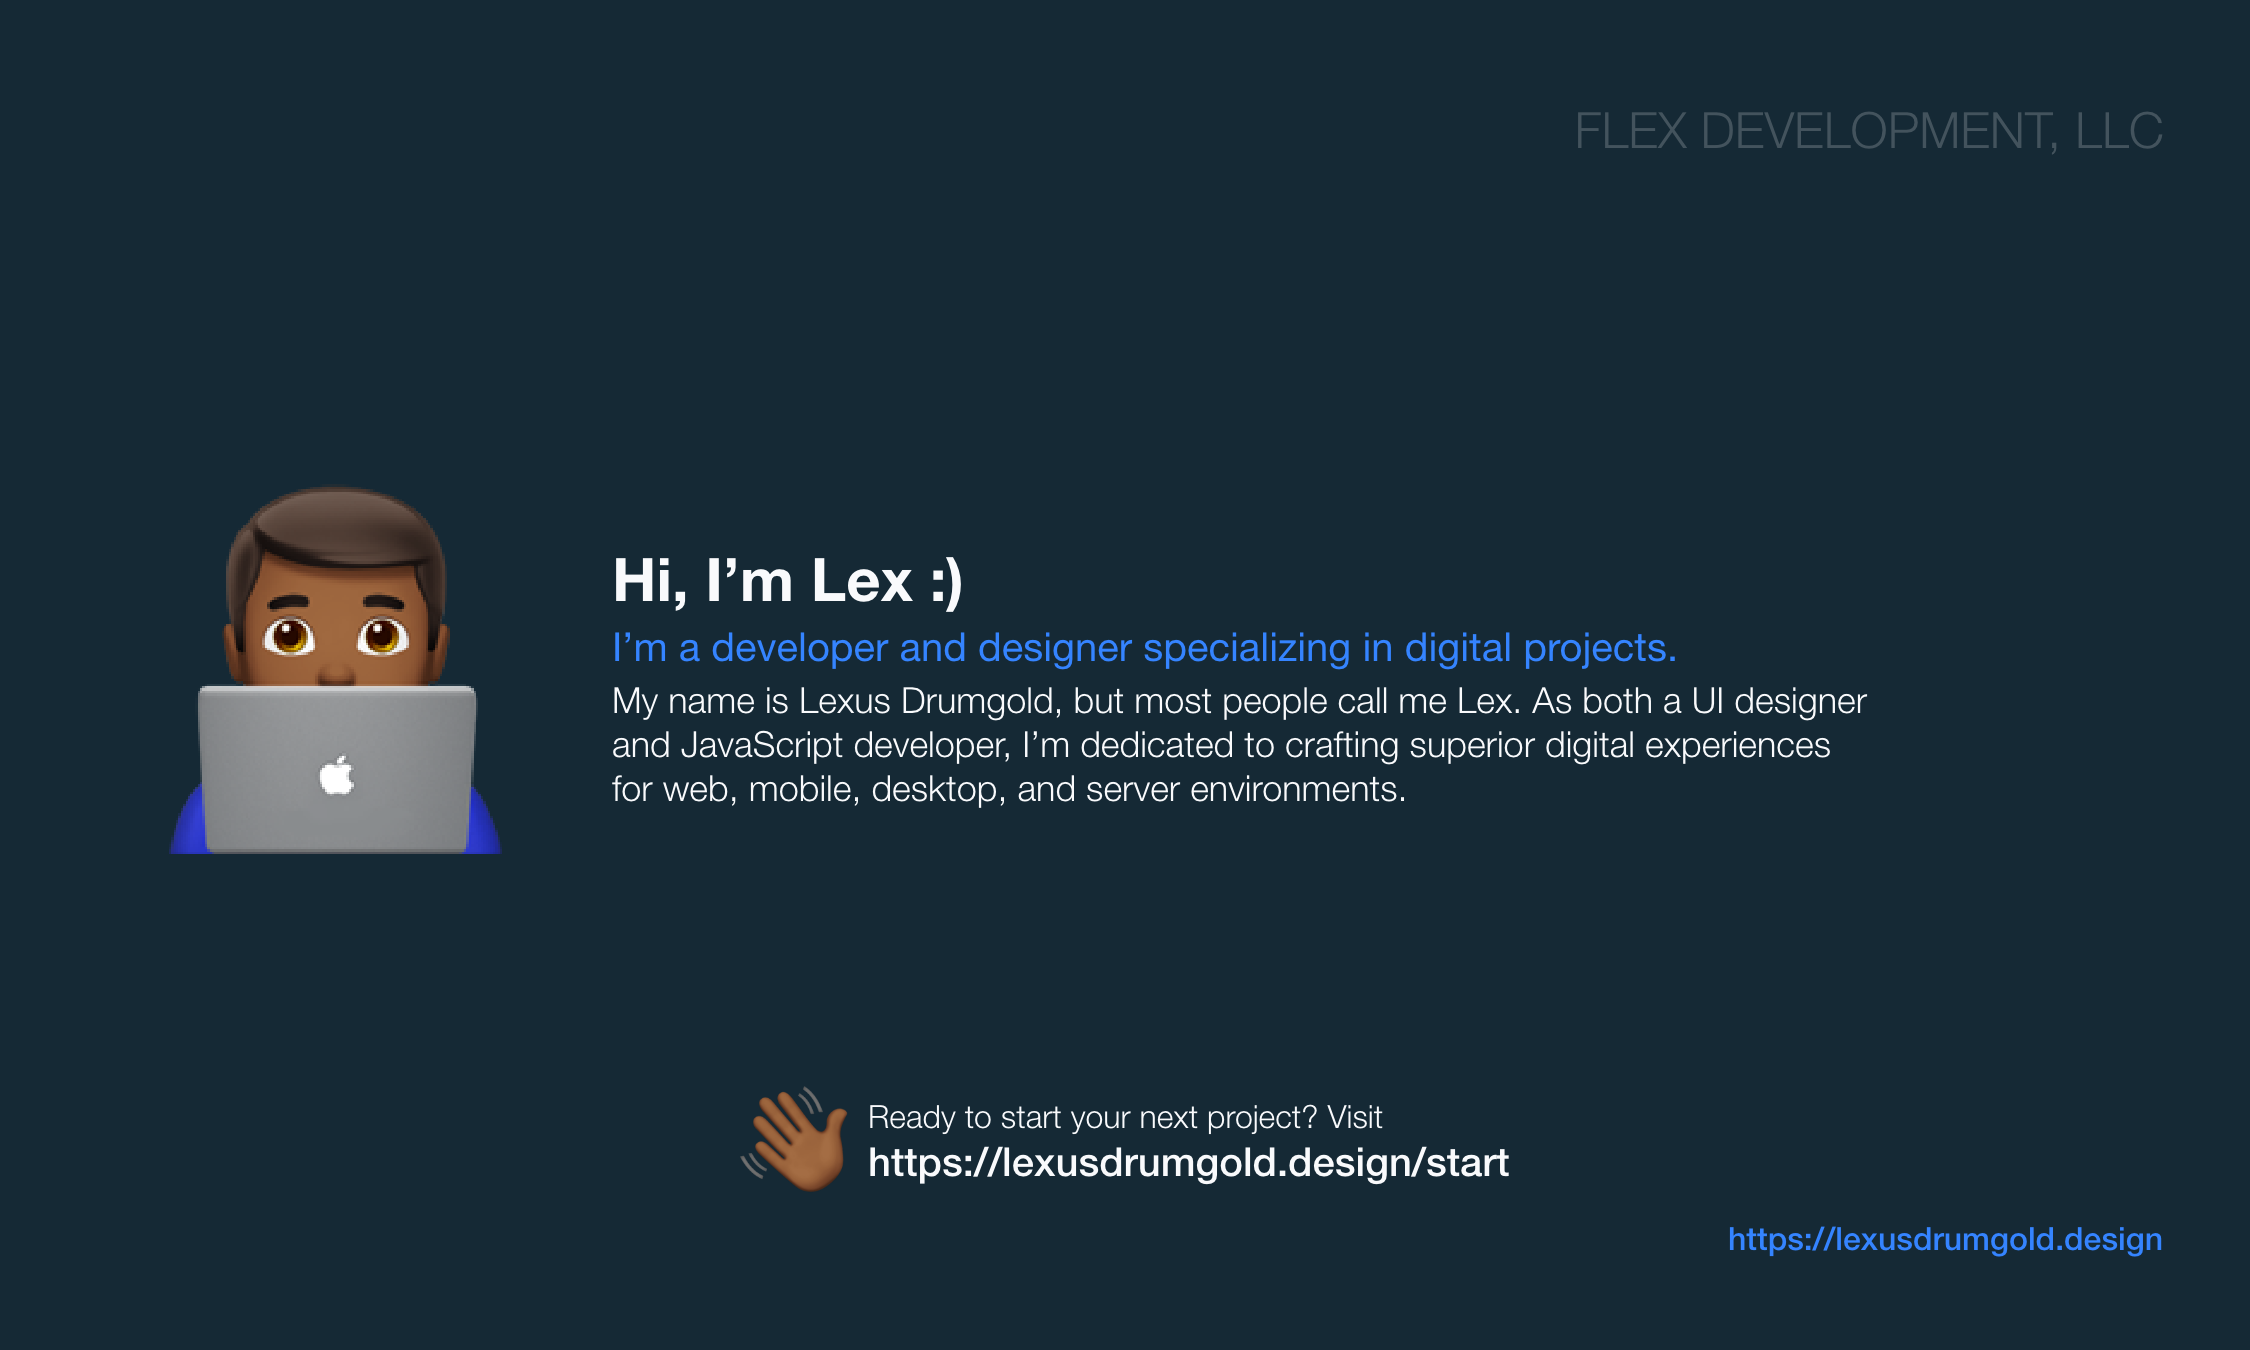 FLEX DEVELOPMENT, LLC
Hi, I’m Lex :)
I’m a developer and designer specializing in digital projects.
My name is Lexus Drumgold, but most people call me Lex. As both a UI designer
and JavaScript developer, I’m dedicated to crafting superior digital experiences
for web, mobile, desktop, and server environments.
Ready to start your next project? Visit
https://lexusdrumgold.design/start
https://lexusdrumgold.design